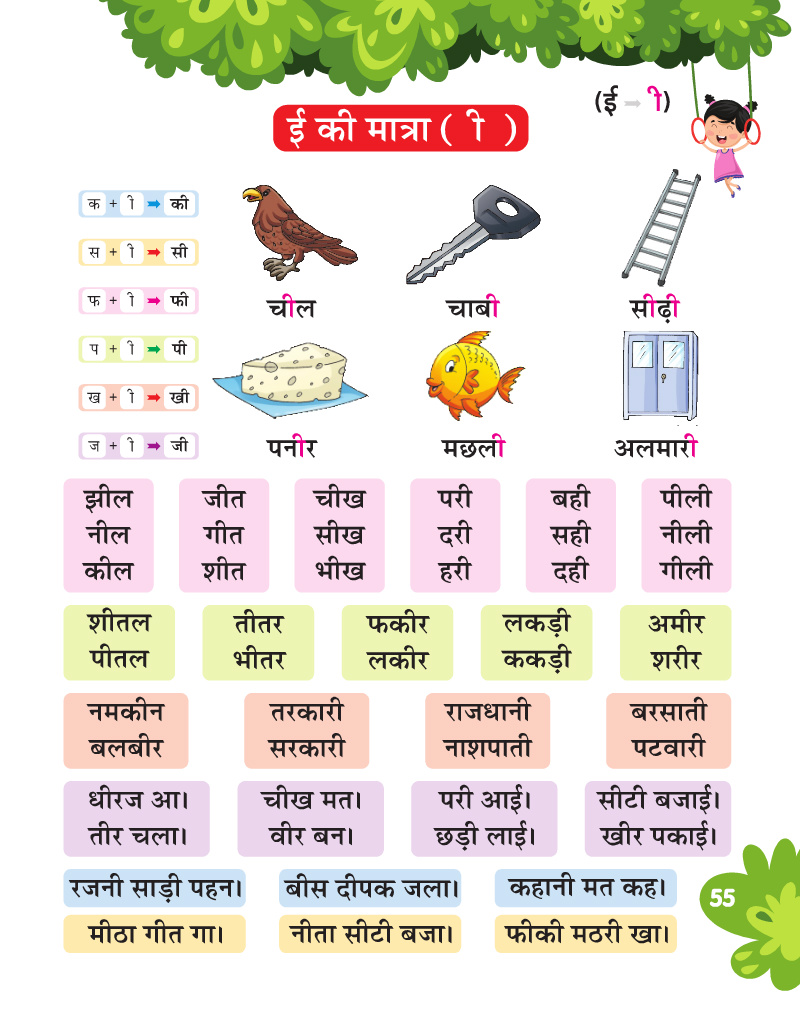 (ई ➡ ी)
ई की मात्रा ( ी )
क + ी ➡ की
स + ी ➡ सी
फ + ी ➡ फी
प + ी ➡ पी
ख + ी ➡ खी
ज + ी ➡ जी
चील चाबी सीढ़ी
पनीर मछली अलमारी
झील जीत चीख परी बही पीली
नील गीत सीख दरी सही नीली
कील शीत भीख हरी दही गीली
शीतल तीतर फकीर लकड़ी अमीर
पीतल भीतर लकीर ककड़ी शरीर
नमकीन तरकारी राजधानी बरसाती
बलबीर सरकारी नाशपाती पटवारी
धीरज आ। चीख मत। परी आई। सीटी बजाई।
तीर चला। वीर बन। छड़ी लाई। खीर पकाई।
रजनी साड़ी पहन। बीस दीपक जला। कहानी मत कह।
मीठा गीत गा। नीता सीटी बजा। फीकी मठरी खा।
55